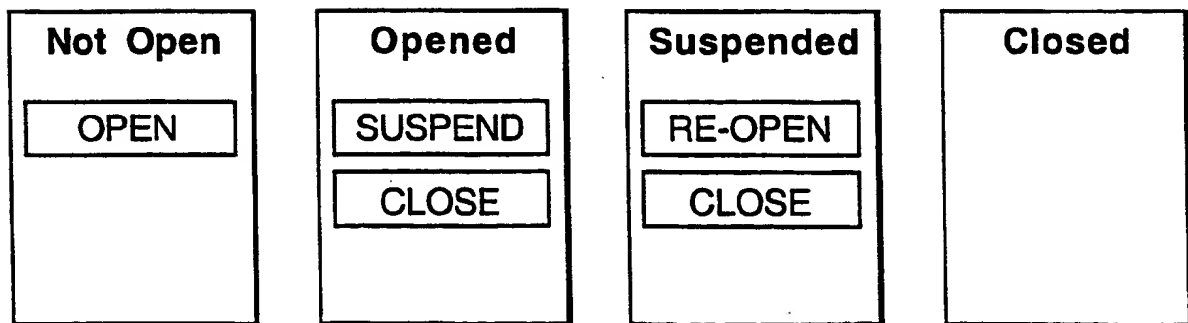 Not Open
OPEN
Opened
SUSPEND
CLOSE
Suspended
RE-OPEN
CLOSE
Closed